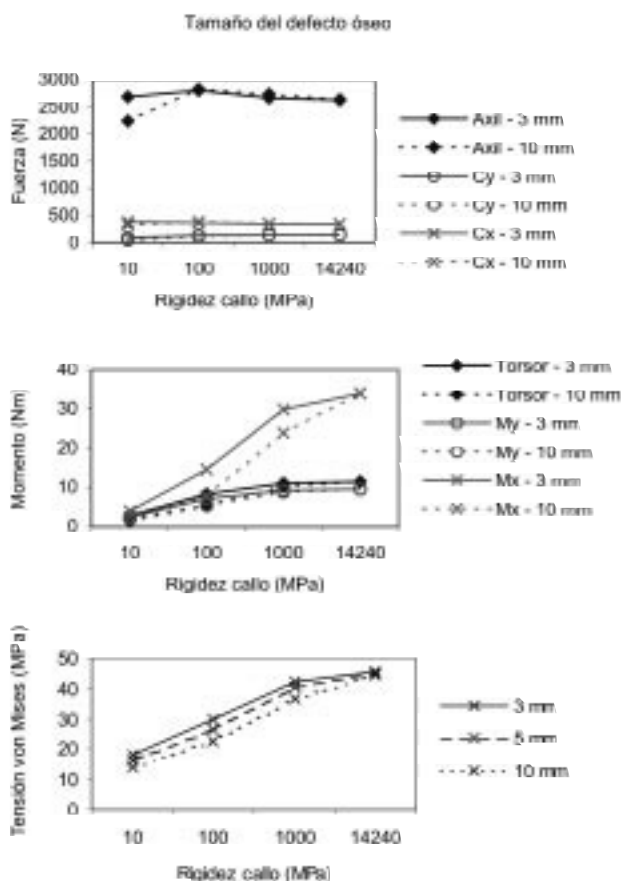 Tamaño del defecto óseo
Fuerza (N)
3000
2500
2000
1500
1000
500
0
10 100 1000 14240
Rigidez callo (MPa)
Axil - 3 mm
Axil - 10 mm
Cy - 3 mm
Cy - 10 mm
Cx - 3 mm
Cx - 10 mm
Momento (Nm)
40
30
20
10
0
10 100 1000 14240
Rigidez callo (MPa)
Torsor - 3 mm
Torsor - 10 mm
My - 3 mm
My - 10 mm
Mx - 3 mm
Mx - 10 mm
Tensión von Mises (MPa)
50
40
30
20
10
0
10 100 1000 14240
Rigidez callo (MPa)
3 mm
mm
10 mm